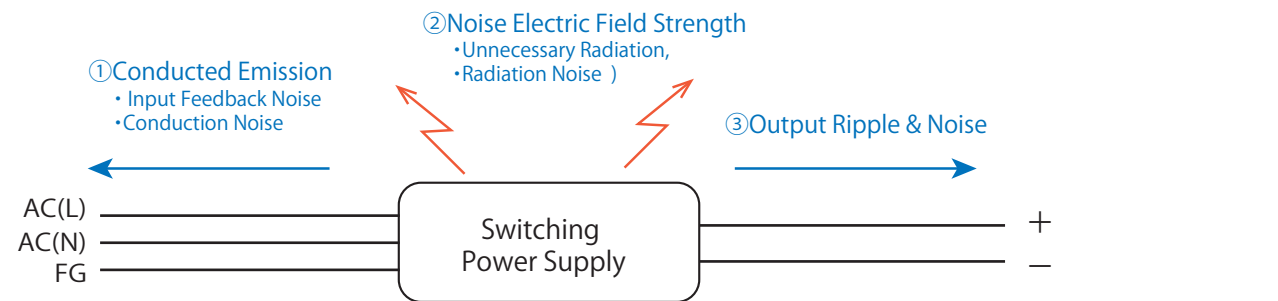 ②Noise Electric Field Strength
・Unnecessary Radiation,
・Radiation Noise )
①Conducted Emission
・ Input Feedback Noise
・Conduction Noise
③Output Ripple & Noise
AC(L)
AC(N)
FG
Switching
Power Supply
+
−